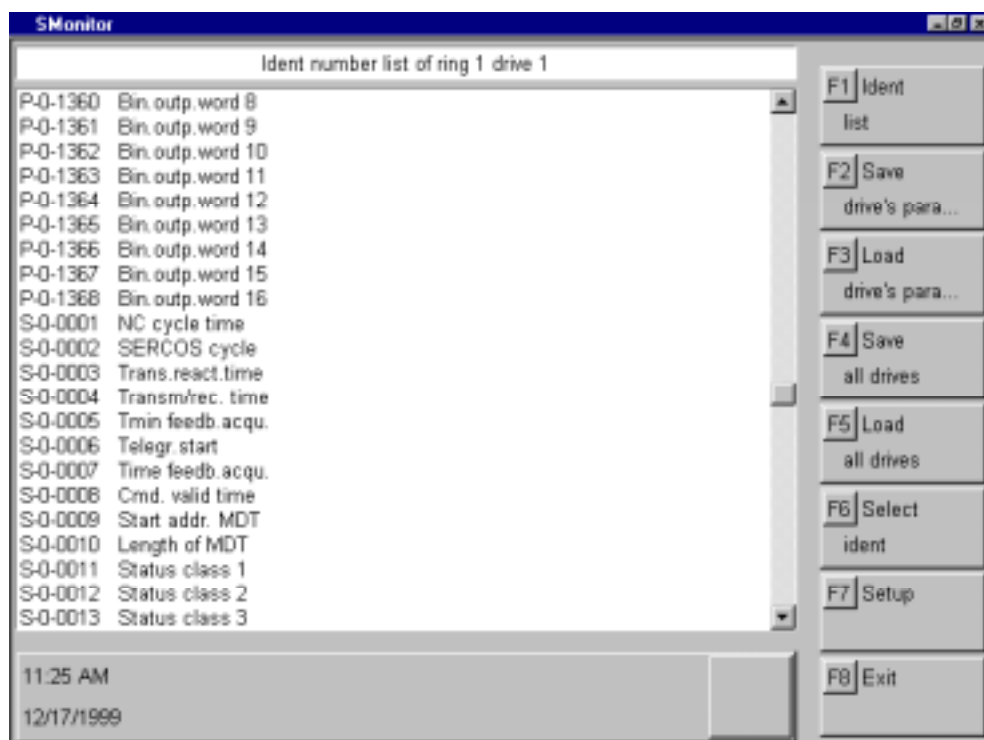 SMonitor
Ident number list of ring 1 drive 1
P-0-1360 Bin.outp.word 8
P-0-1361 Bin.outp.word 9
P-0-1362 Bin.outp.word 10
P-0-1363 Bin.outp.word 11
P-0-1364 Bin.outp.word 12
P-0-1365 Bin.outp.word 13
P-0-1366 Bin.outp.word 14
P-0-1367 Bin.outp.word 15
P-0-1368 Bin.outp.word 16
S-0-0001 NC cycle time
S-0-0002 SERCOS cycle
S-0-0003 Trans.react.time
S-0-0004 Transm/rec. time
S-0-0005 Tmin feedb.acqu.
S-0-0006 Telegr.start
S-0-0007 Time feedb.acqu.
S-0-0008 Cmd. valid time
S-0-0009 Start addr. MDT
S-0-0010 Length of MDT
S-0-0011 Status class 1
S-0-0012 Status class 2
S-0-0013 Status class 3
11:25 AM
12/17/1999
F1 Ident
list
F2 Save
drive's para...
F3 Load
drive's para...
F4 Save
all drives
F5 Load
all drives
F6 Select
ident
F7 Setup
F8 Exit